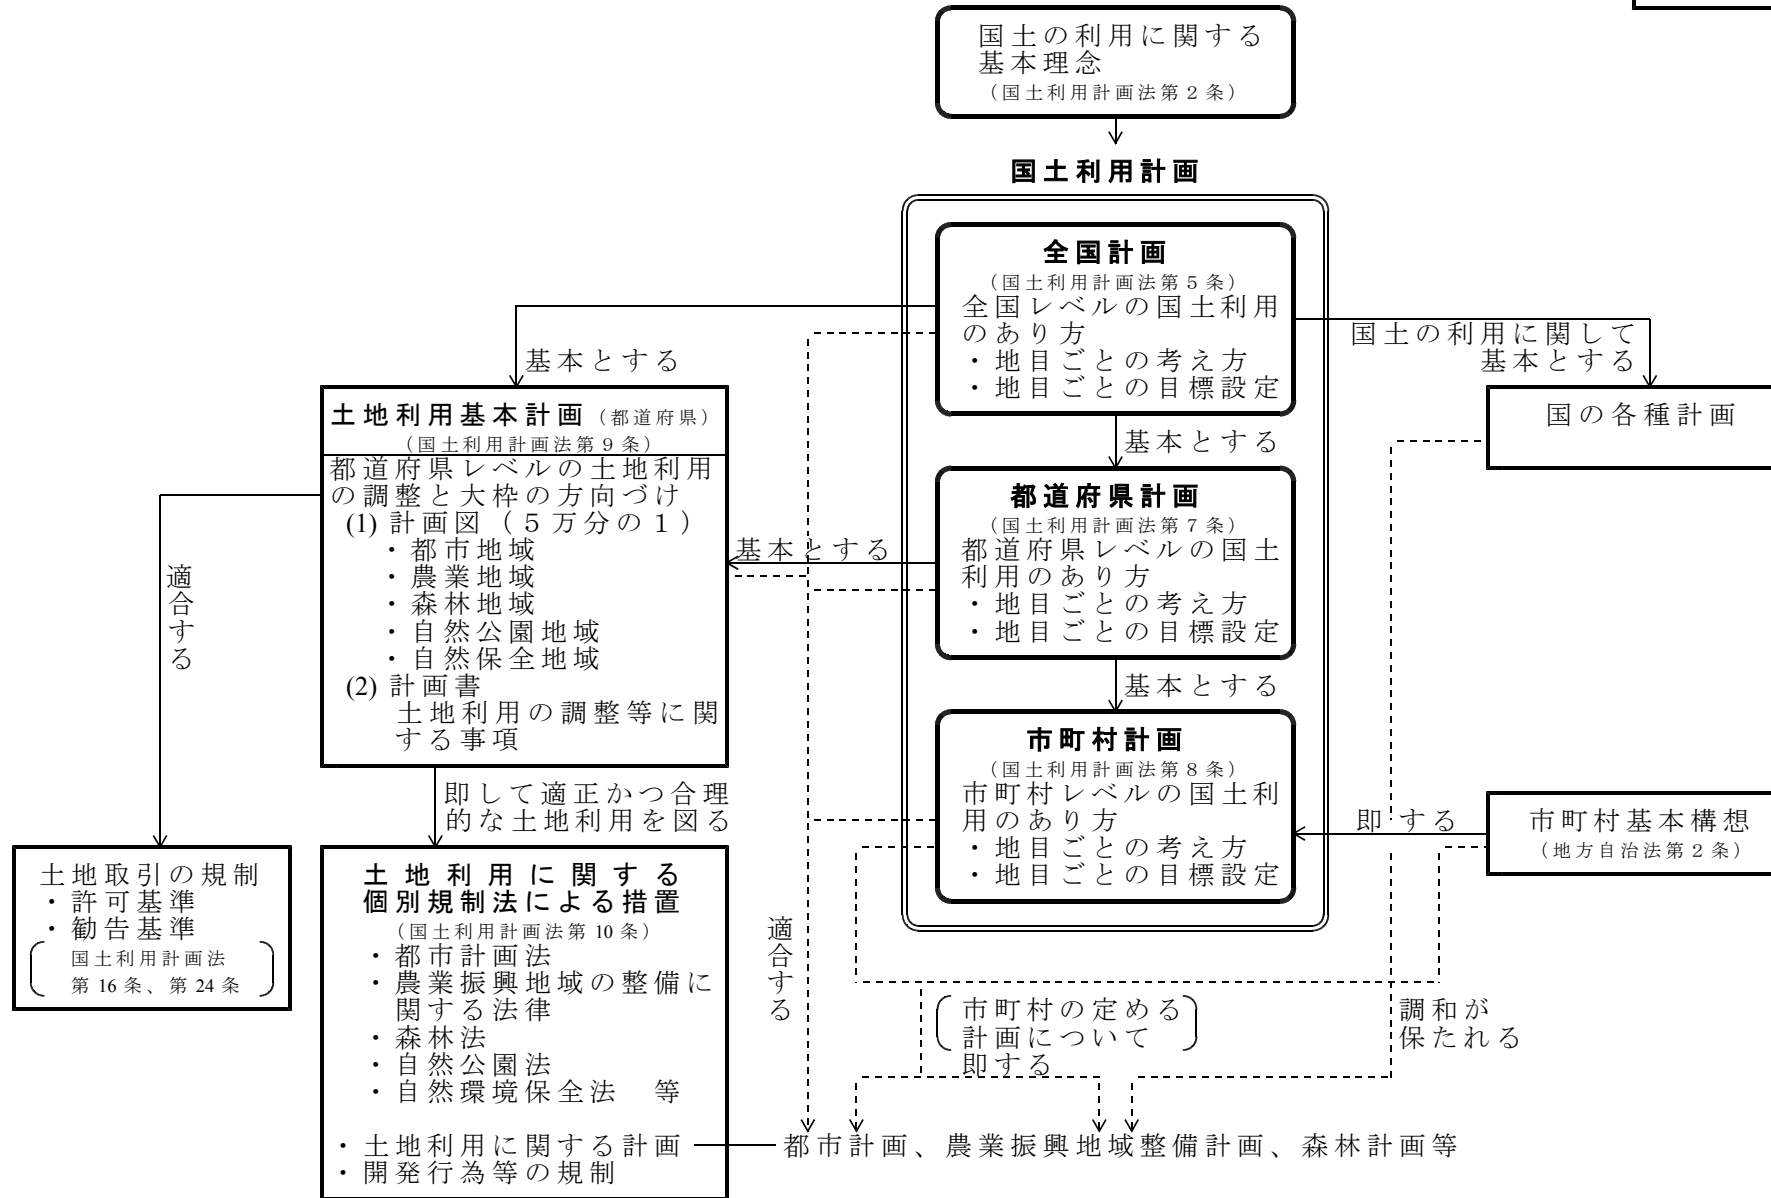 国土の利用に関する
基本理念
（国土利用計画法第２条）
国土利用計画
全国計画
（国土利用計画法第５条）
全国レベルの国土利用
のあり方
・地目ごとの考え方
・地目ごとの目標設定
基本とする
国土の利用に関して
基本とする
国の各種計画
基本とする
土地利用基本計画（都道府県）
（国土利用計画法第９条）
都道府県レベルの土地利用
の調整と大枠の方向づけ
(1) 計画図（５万分の１）
・都市地域
・農業地域
・森林地域
・自然公園地域
・自然保全地域
(2) 計画書
土地利用の調整等に関
する事項
基本とする
都道府県計画
（国土利用計画法第７条）
都道府県レベルの国土
利用のあり方
・地目ごとの考え方
・地目ごとの目標設定
基本とする
市町村計画
（国土利用計画法第８条）
市町村レベルの国土利
用のあり方
・地目ごとの考え方
・地目ごとの目標設定
即する
市町村基本構想
（地方自治法第２条）
適合する
即して適正かつ合理
的な土地利用を図る
土地取引の規制
・許可基準
・勧告基準
国土利用計画法
第 16 条、第 24 条
土地利用に関する
個別規制法による措置
（国土利用計画法第 10 条）
・都市計画法
・農業振興地域の整備に
関する法律
・森林法
・自然公園法
・自然環境保全法　等
・土地利用に関する計画
・開発行為等の規制
適合する
市町村の定める
計画について
即する
調和が
保たれる
都市計画、農業振興地域整備計画、森林計画等